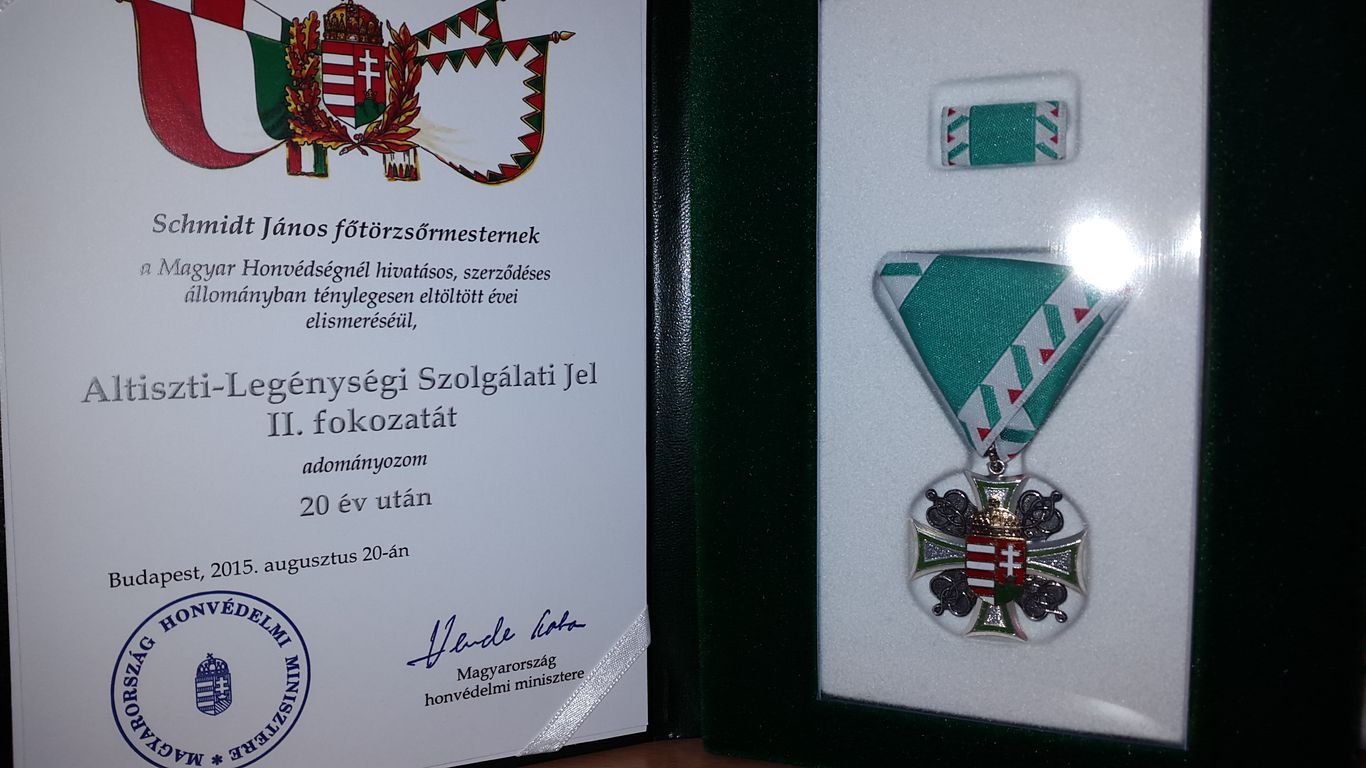 Schmidt János főtörzsőrmesternek
a Magyar Honvédségnél hivatásos, szerződéses
állományban ténylegesen eltöltött évei
elismeréséül,
Altiszti-Legénységi Szolgálati Jel
II. fokozatát
adományozom
20 év után
Budapest, 2015. augusztus 20-án
MAGYARORSZÁG HONVÉDELMI MINISZTERE *
Magyarország
honvédelmi minisztere